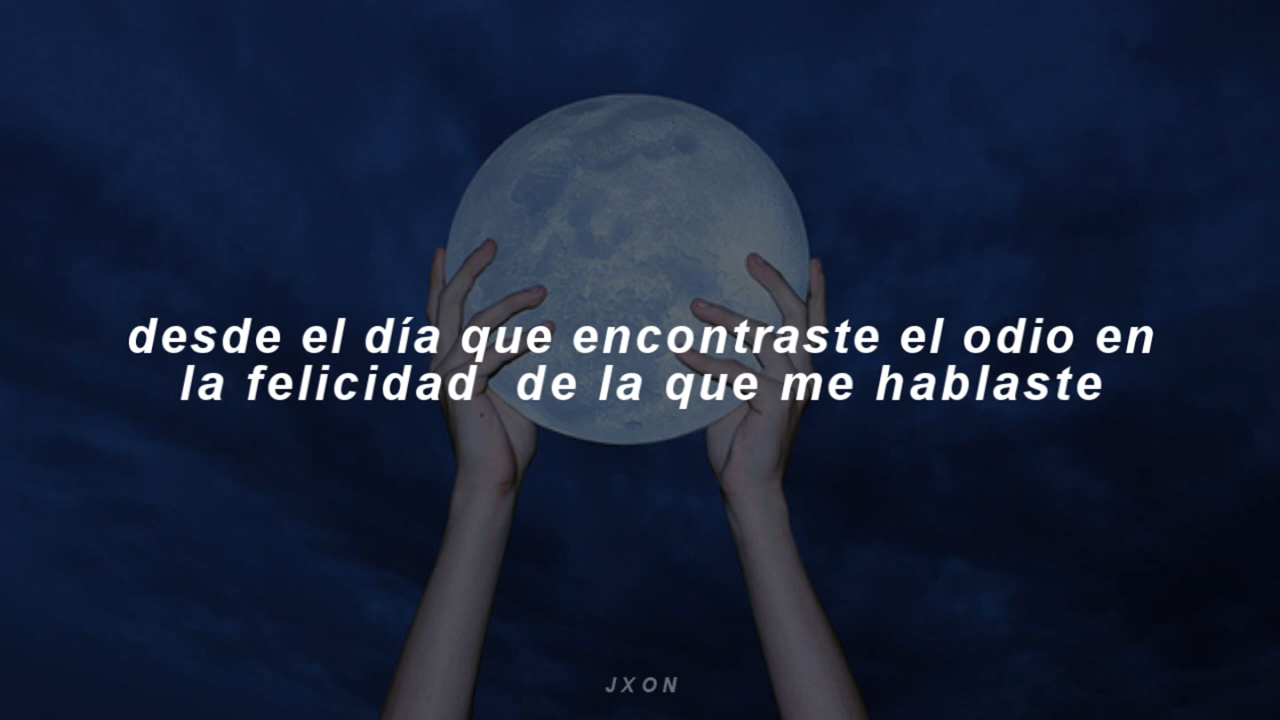 desde el día que encontraste el odio en
la felicidad  de la que me hablaste
JXON